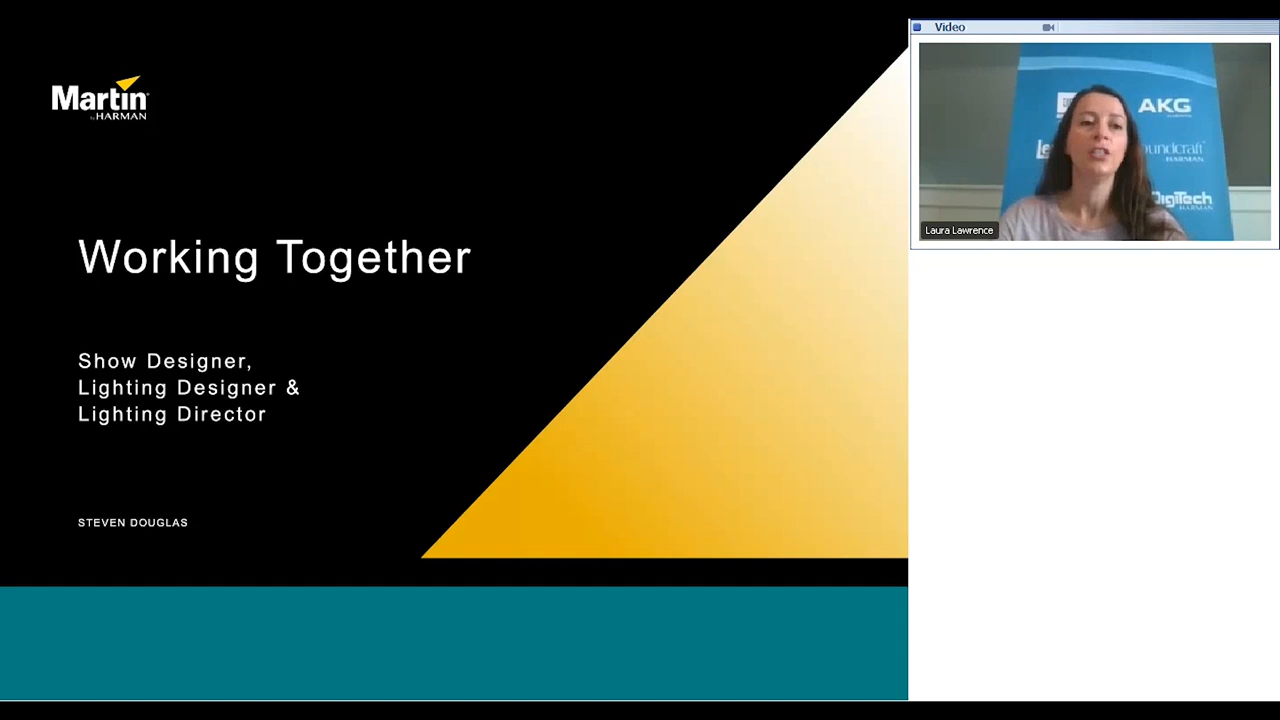 Martin
by HARMAN
Working Together
Show Designer,
Lighting Designer &
Lighting Director
STEVEN DOUGLAS
Video
AKG
Soundcraft
HARMAN
DigiTech
HARMAN
Laura Lawrence